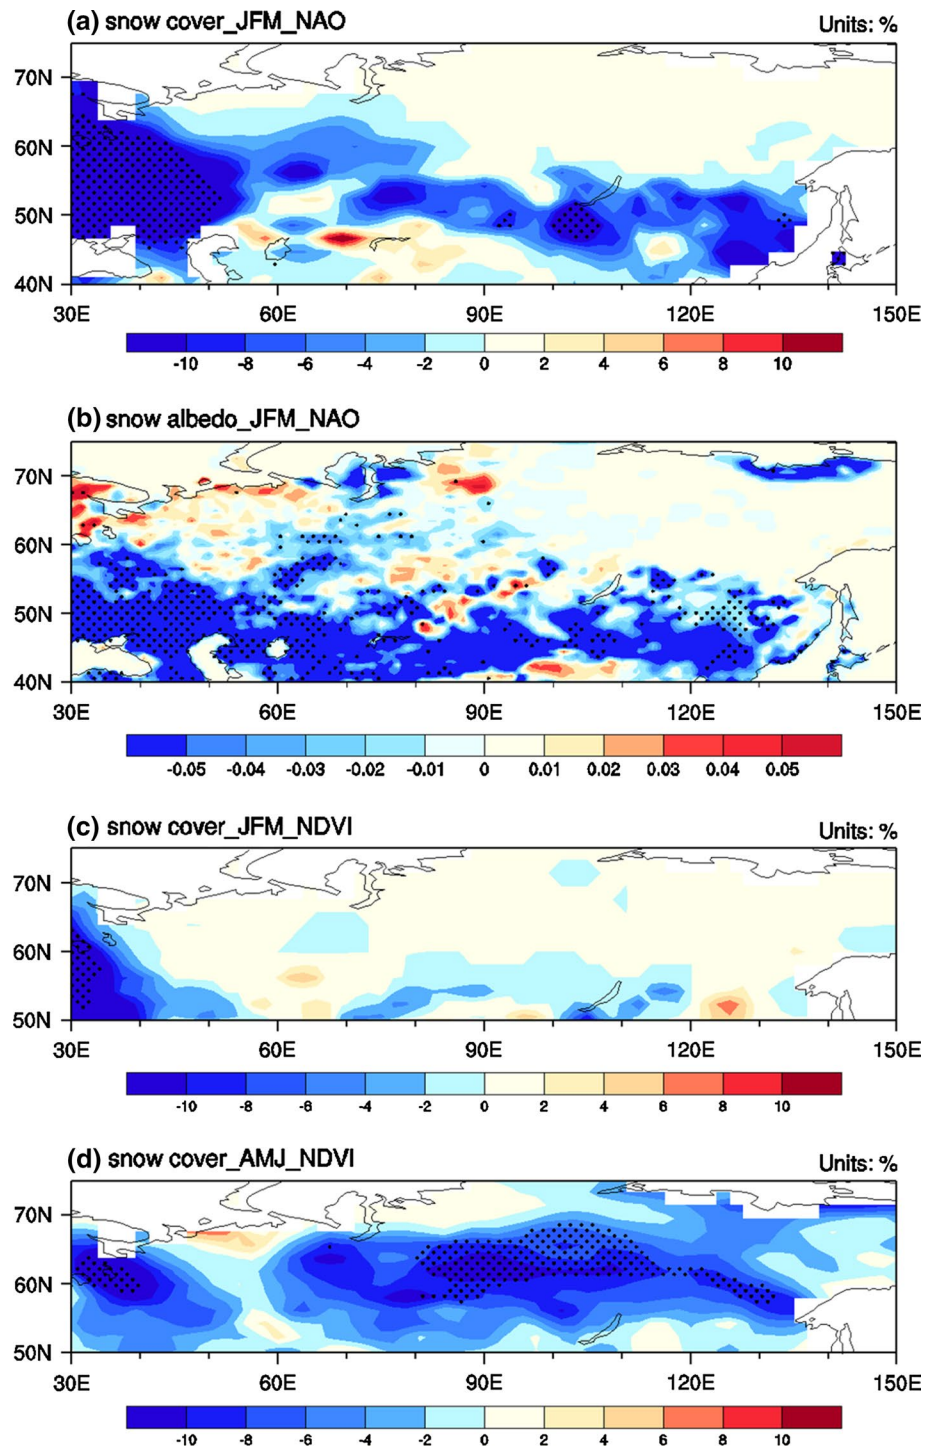 (a) snow cover_JFM_NAO Units: %
70N
60N
50N
40N
30E 60E 90E 120E 150E
-10 -8 -6 -4 -2 0 2 4 6 8 10
(b) snow albedo_JFM_NAO
70N
60N
50N
40N
30E 60E 90E 120E 150E
-0.05 -0.04 -0.03 -0.02 -0.01 0 0.01 0.02 0.03 0.04 0.05
(c) snow cover_JFM_NDVI Units: %
70N
60N
50N
30E 60E 90E 120E 150E
-10 -8 -6 -4 -2 0 2 4 6 8 10
(d) snow cover_AMJ_NDVI Units: %
70N
60N
50N
30E 60E 90E 120E 150E
-10 -8 -6 -4 -2 0 2 4 6 8 10